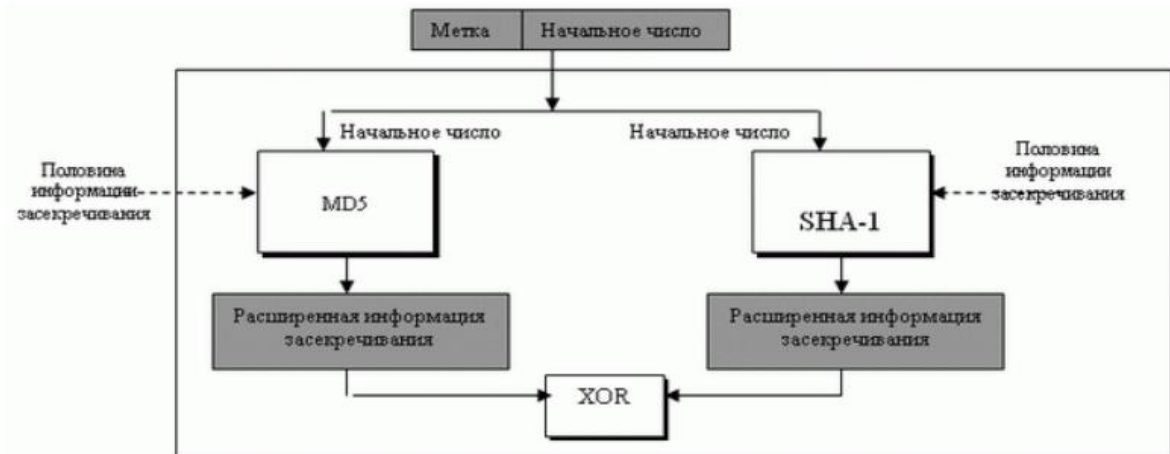 Метка Начальное число
Начальное число
Начальное число
Половина
информации
засекречивания
MD5
SHA-1
Половина
информации
засекречивания
Расширенная информация
засекречивания
Расширенная информация
засекречивания
XOR